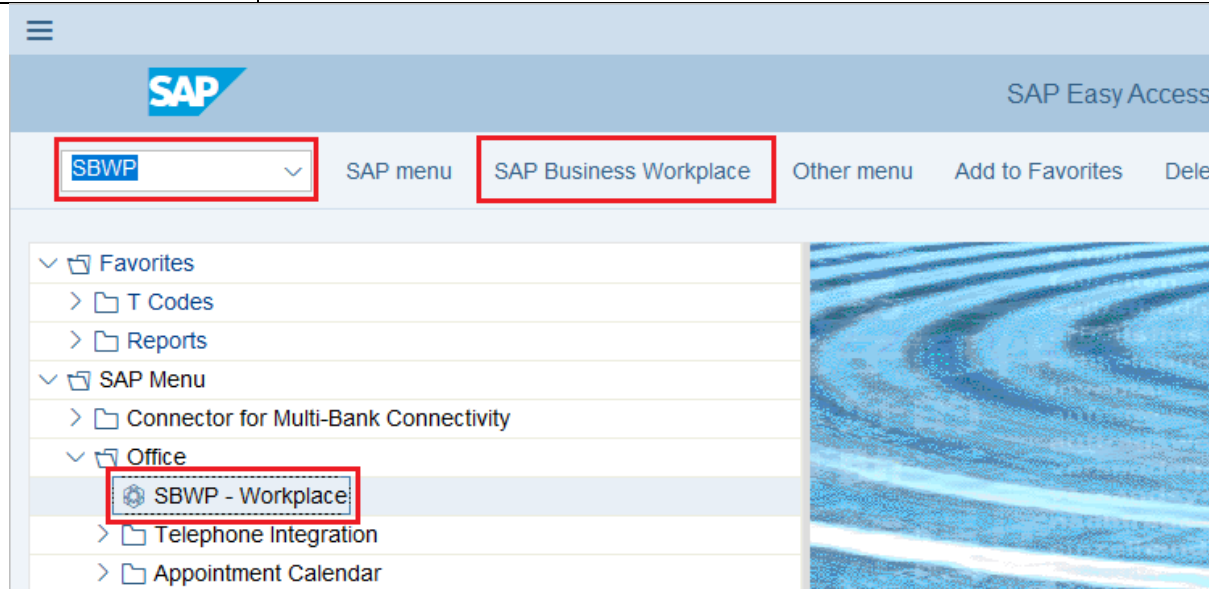 SAP
SAP Easy Access
SBWP SAP menu SAP Business Workplace Other menu Add to Favorites Dele
Favorites
T Codes
Reports
SAP Menu
Connector for Multi-Bank Connectivity
Office
SBWP - Workplace
Telephone Integration
Appointment Calendar